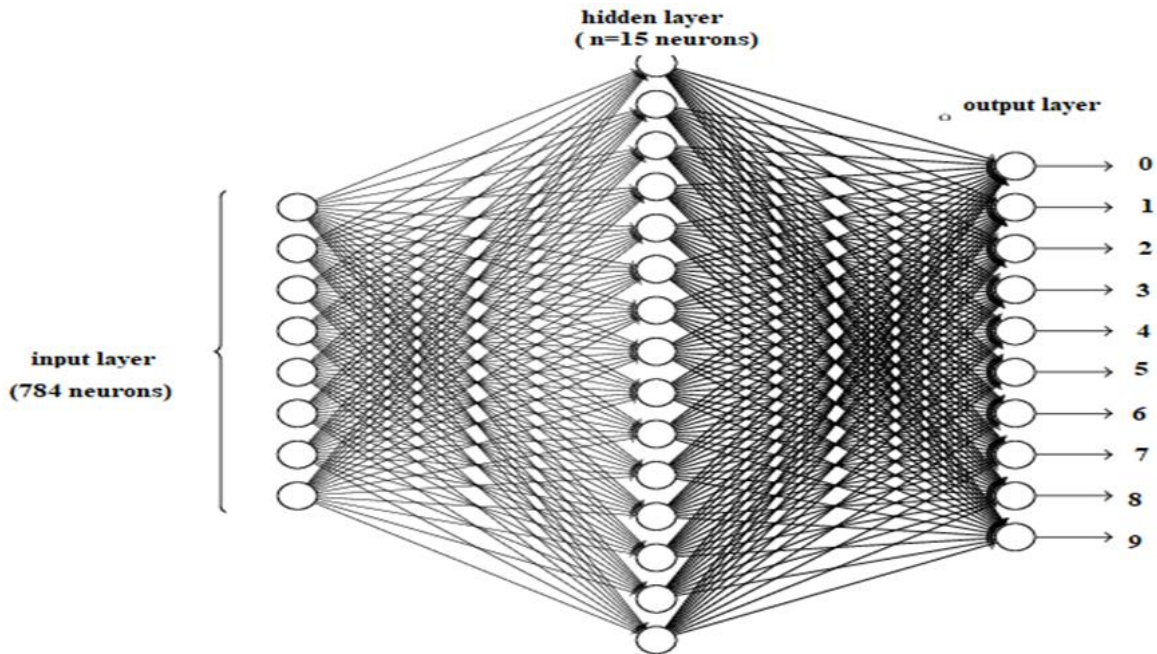 hidden layer
( n=15 neurons)
output layer
0
1
2
3
input layer
(784 neurons)
4
5
6
7
8
9